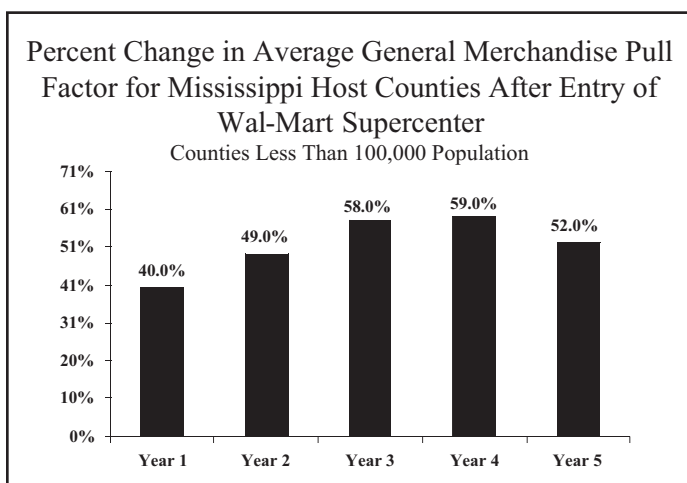 Percent Change in Average General Merchandise Pull
Factor for Mississippi Host Counties After Entry of
Wal-Mart Supercenter
Counties Less Than 100,000 Population
71%
61%
51%
41%
31%
20%
10%
0%
40.0%
49.0%
58.0%
59.0%
52.0%
Year 1 Year 2 Year 3 Year 4 Year 5